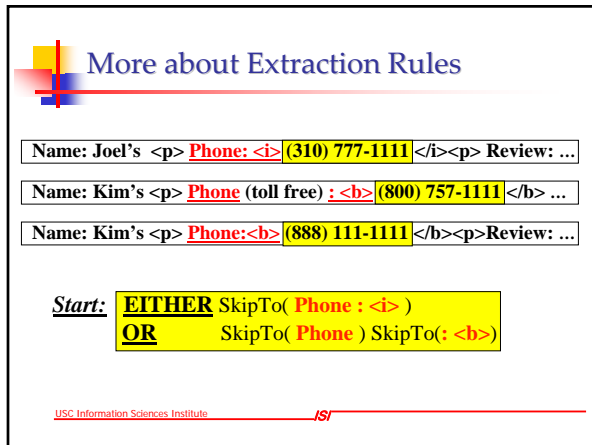 More about Extraction Rules
Name: Joel's <p> Phone: <i> (310) 777-1111 </i><p> Review: ...
Name: Kim's <p> Phone (toll free) : <b> (800) 757-1111 </b> ...
Name: Kim's <p> Phone:<b> (888) 111-1111 </b><p>Review: ...
Start: EITHER SkipTo( Phone : <i> )
OR SkipTo( Phone ) SkipTo(: <b>)
USC Information Sciences Institute ISI